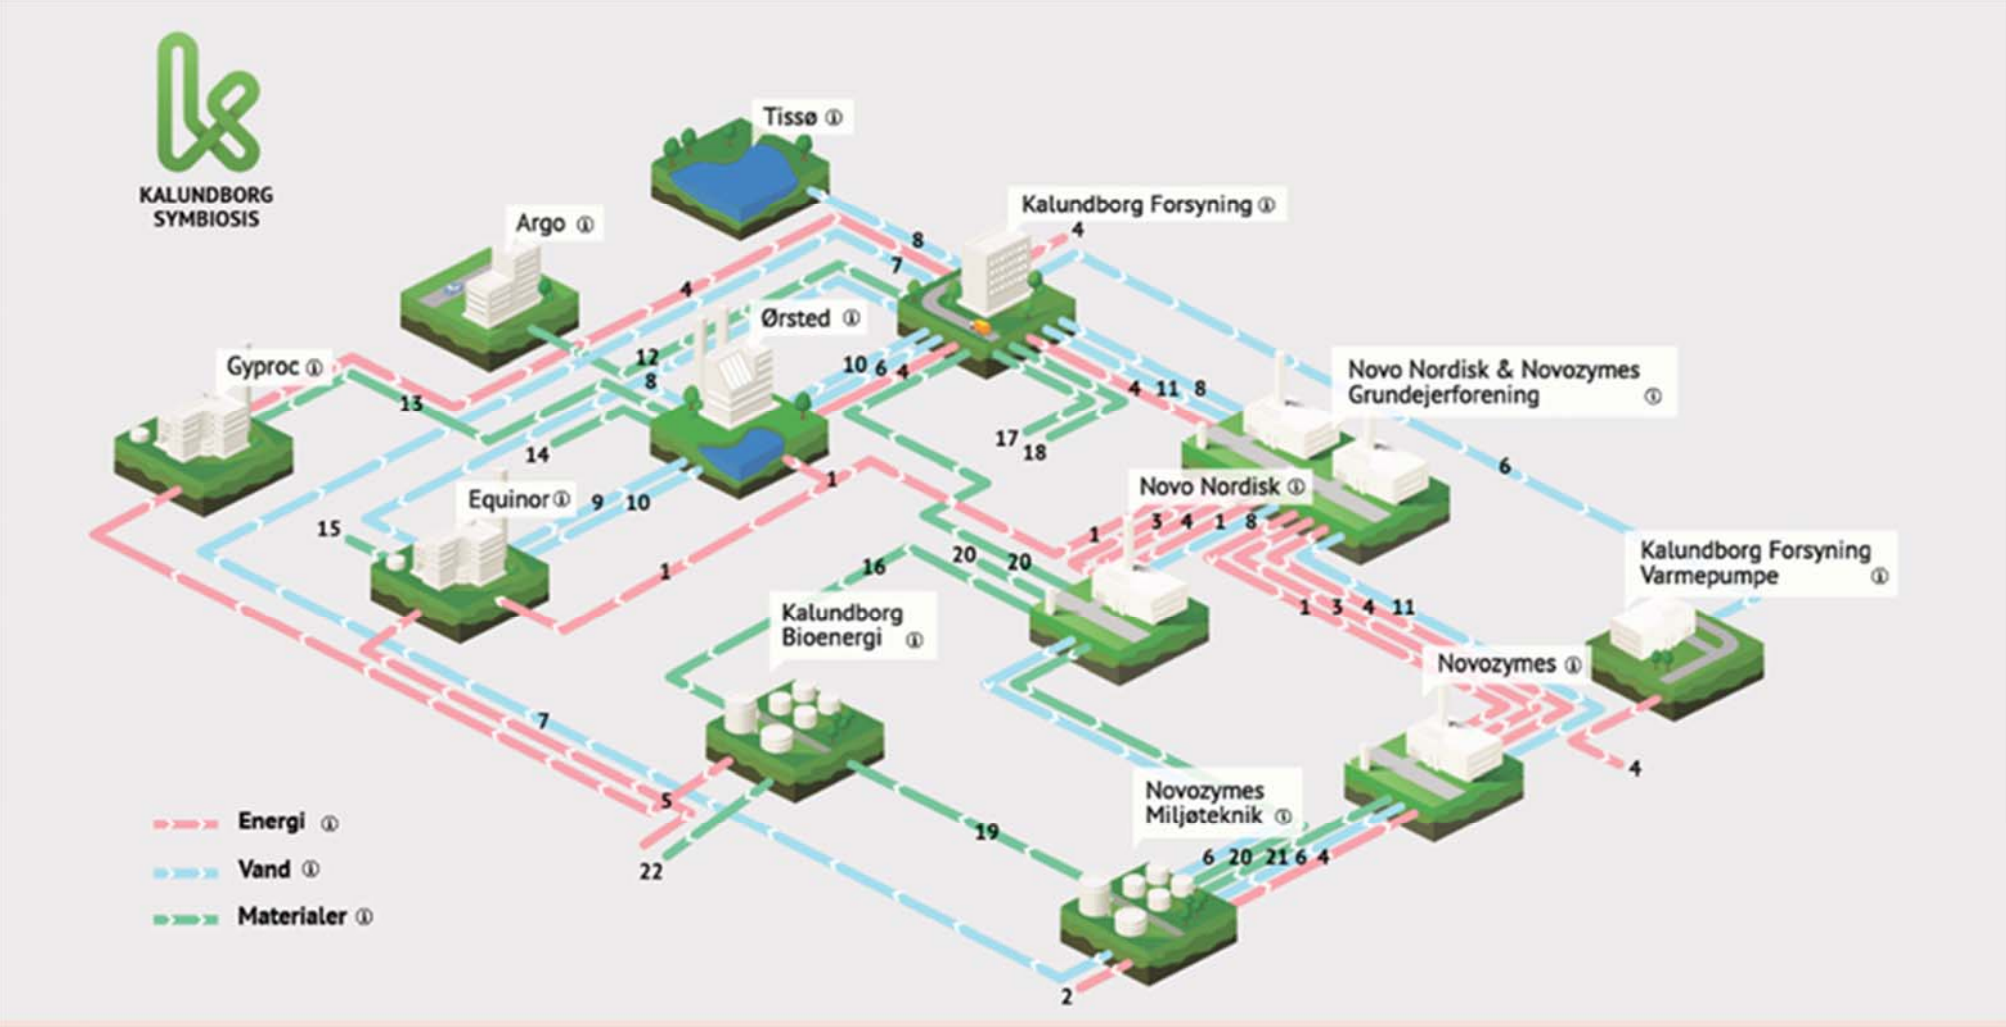 KALUNDBORG
SYMBIOSIS
Tissø
Kalundborg Forsyning
4
Argo
8
7
4
Ørsted
Gyproc
12
8
10 6 4
13
4 11 8
Novo Nordisk & Novozymes
Grundejerforening
17
18
14
6
Equinor
9 10
1
Novo Nordisk
15
1
3 4 1 8
16
20
20
1
Kalundborg Forsyning
Varmepumpe
Kalundborg
Bioenergi
1 3 4 11
Novozymes
7
4
5
Novozymes
Miljøteknik
19
22
6 20 21 6 4
Energi
Vand
Materialer
2